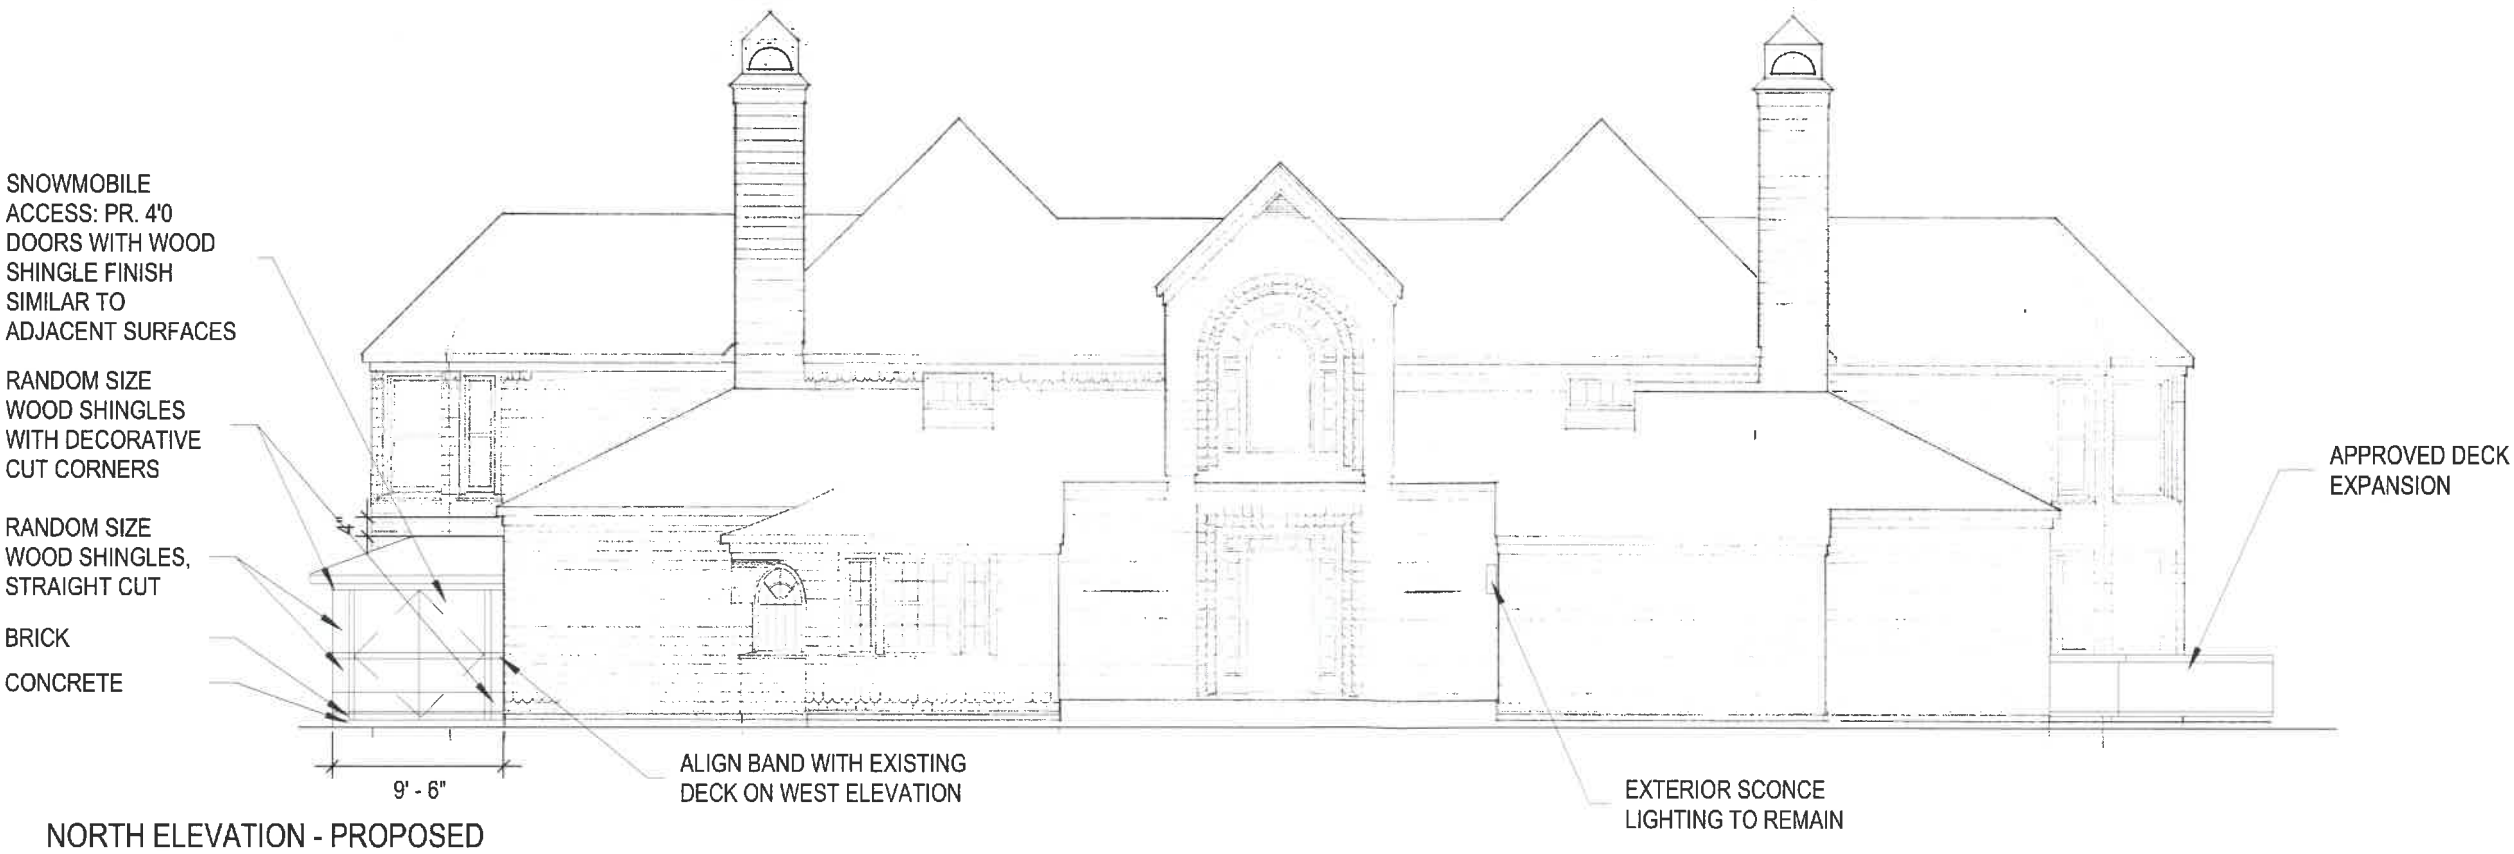 SNOWMOBILE
ACCESS: PR. 4'0
DOORS WITH WOOD
SHINGLE FINISH
SIMILAR TO
ADJACENT SURFACES
RANDOM SIZE
WOOD SHINGLES
WITH DECORATIVE
CUT CORNERS
RANDOM SIZE
WOOD SHINGLES,
STRAIGHT CUT
BRICK
CONCRETE
9' - 6"
ALIGN BAND WITH EXISTING
DECK ON WEST ELEVATION
EXTERIOR SCONCE
LIGHTING TO REMAIN
APPROVED DECK
EXPANSION
NORTH ELEVATION - PROPOSED